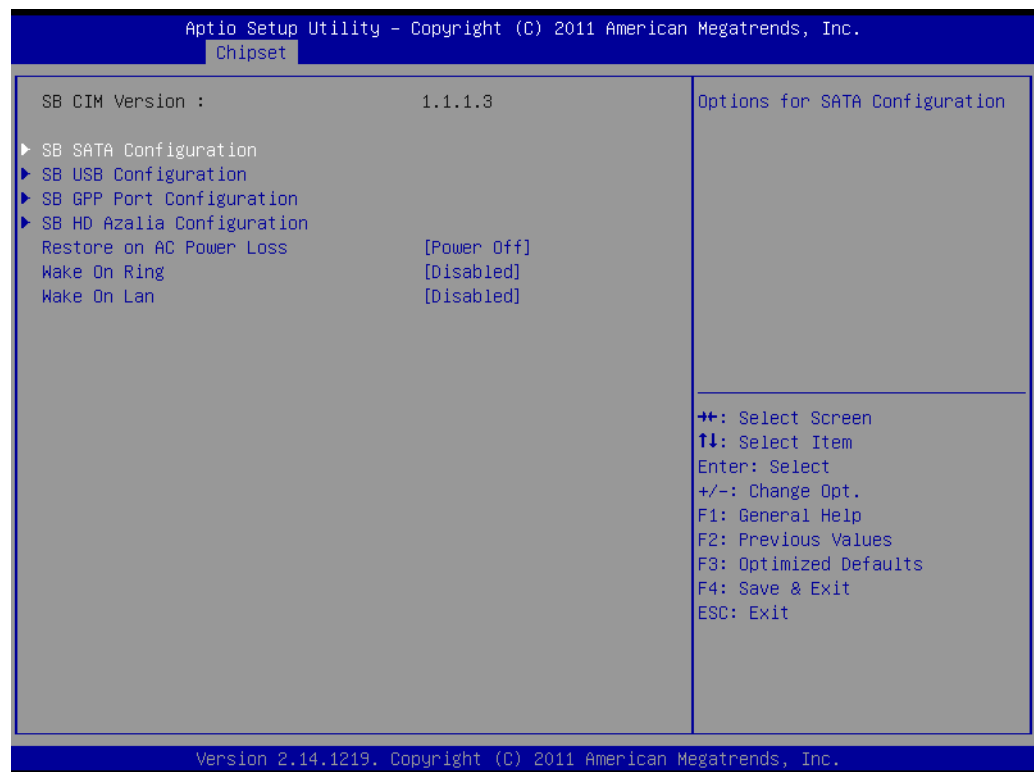 Aptio Setup Utility – Copyright (C) 2011 American Megatrends, Inc.
Chipset
SB CIM Version : 1.1.1.3
SB SATA Configuration
SB USB Configuration
SB GPP Port Configuration
SB HD Azalia Configuration
Restore on AC Power Loss [Power Off]
Wake On Ring [Disabled]
Wake On Lan [Disabled]
Options for SATA Configuration
→←: Select Screen
↑↓: Select Item
Enter: Select
+/-: Change Opt.
F1: General Help
F2: Previous Values
F3: Optimized Defaults
F4: Save & Exit
ESC: Exit
Version 2.14.1219. Copyright (C) 2011 American Megatrends, Inc.